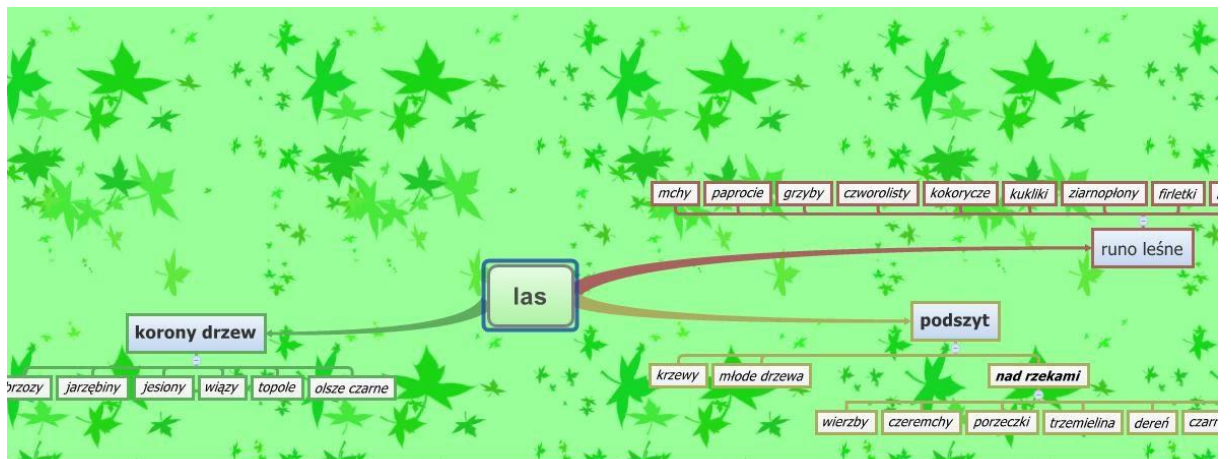 mchy paprocie grzyby czworolisty kokorycze kukliki ziarnopłony firletki
runo leśne
las
podszyt
korony drzew
krzewy młode drzewa nad rzekami
brzozy jarzębiny jesiony wiązy topole olsze czarne
wierzby czeremchy porzeczki trzemielina dereń